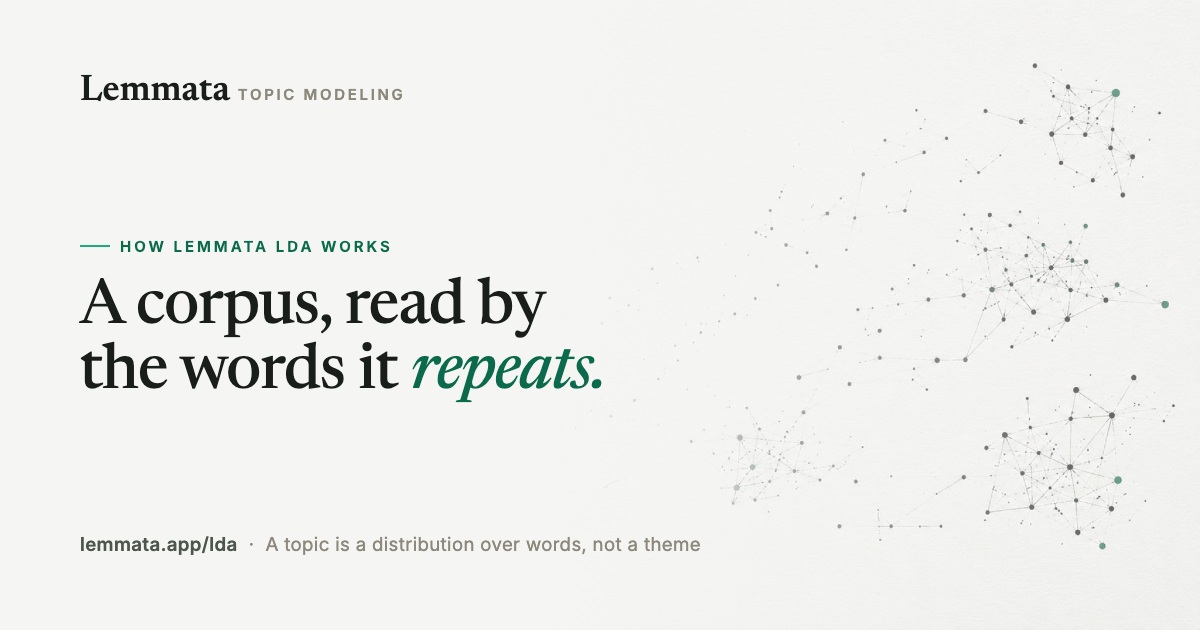 Lemmata TOPIC MODELING
HOW LEMMATA LDA WORKS
A corpus, read by
the words it repeats.
lemmata.app/lda · A topic is a distribution over words, not a theme